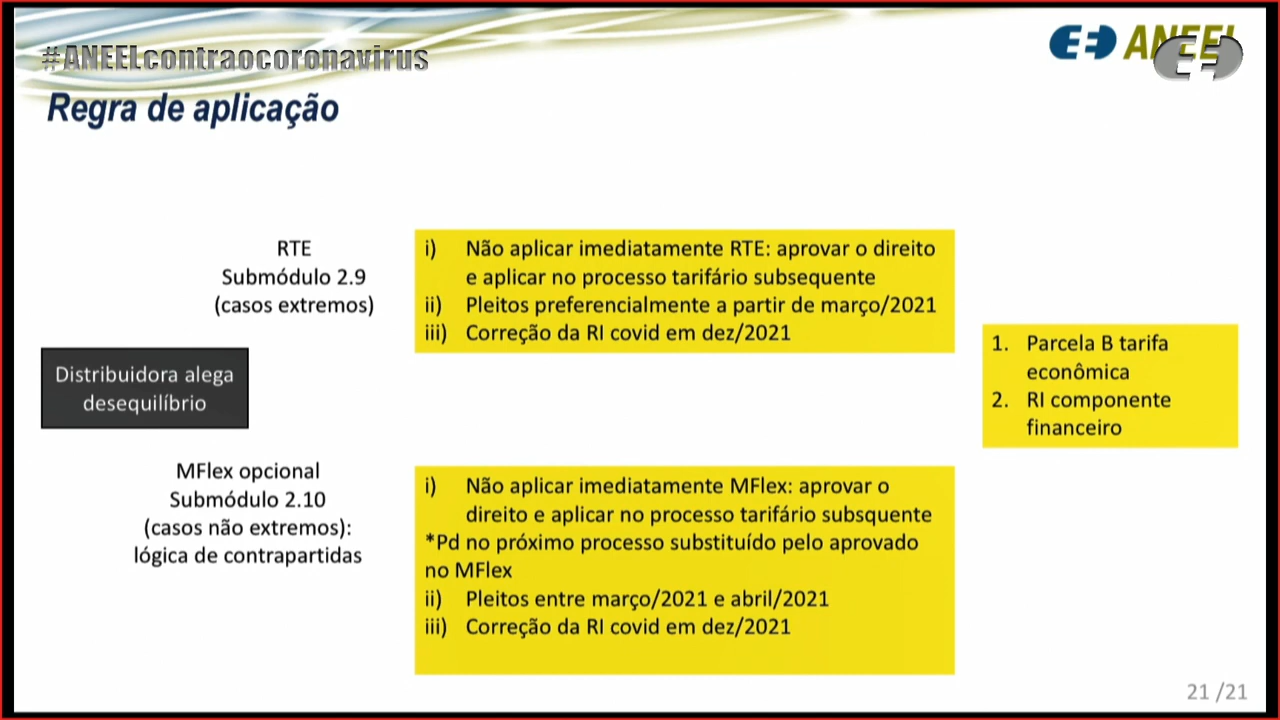 #ANEELcontraocoronavirus
ANEEL
Regra de aplicação
RTE
Submódulo 2.9
(casos extremos)
i) Não aplicar imediatamente RTE: aprovar o direito
e aplicar no processo tarifário subsequente
ii) Pleitos preferencialmente a partir de março/2021
iii) Correção da RI covid em dez/2021
Distribuidora alega
desequilíbrio
1. Parcela B tarifa
econômica
2. RI componente
financeiro
MFlex opcional
Submódulo 2.10
(casos não extremos):
lógica de contrapartidas
i) Não aplicar imediatamente MFlex: aprovar o
direito e aplicar no processo tarifário subsquente
*Pd no próximo processo substituído pelo aprovado
no MFlex
ii) Pleitos entre março/2021 e abril/2021
iii) Correção da RI covid em dez/2021
21 /21